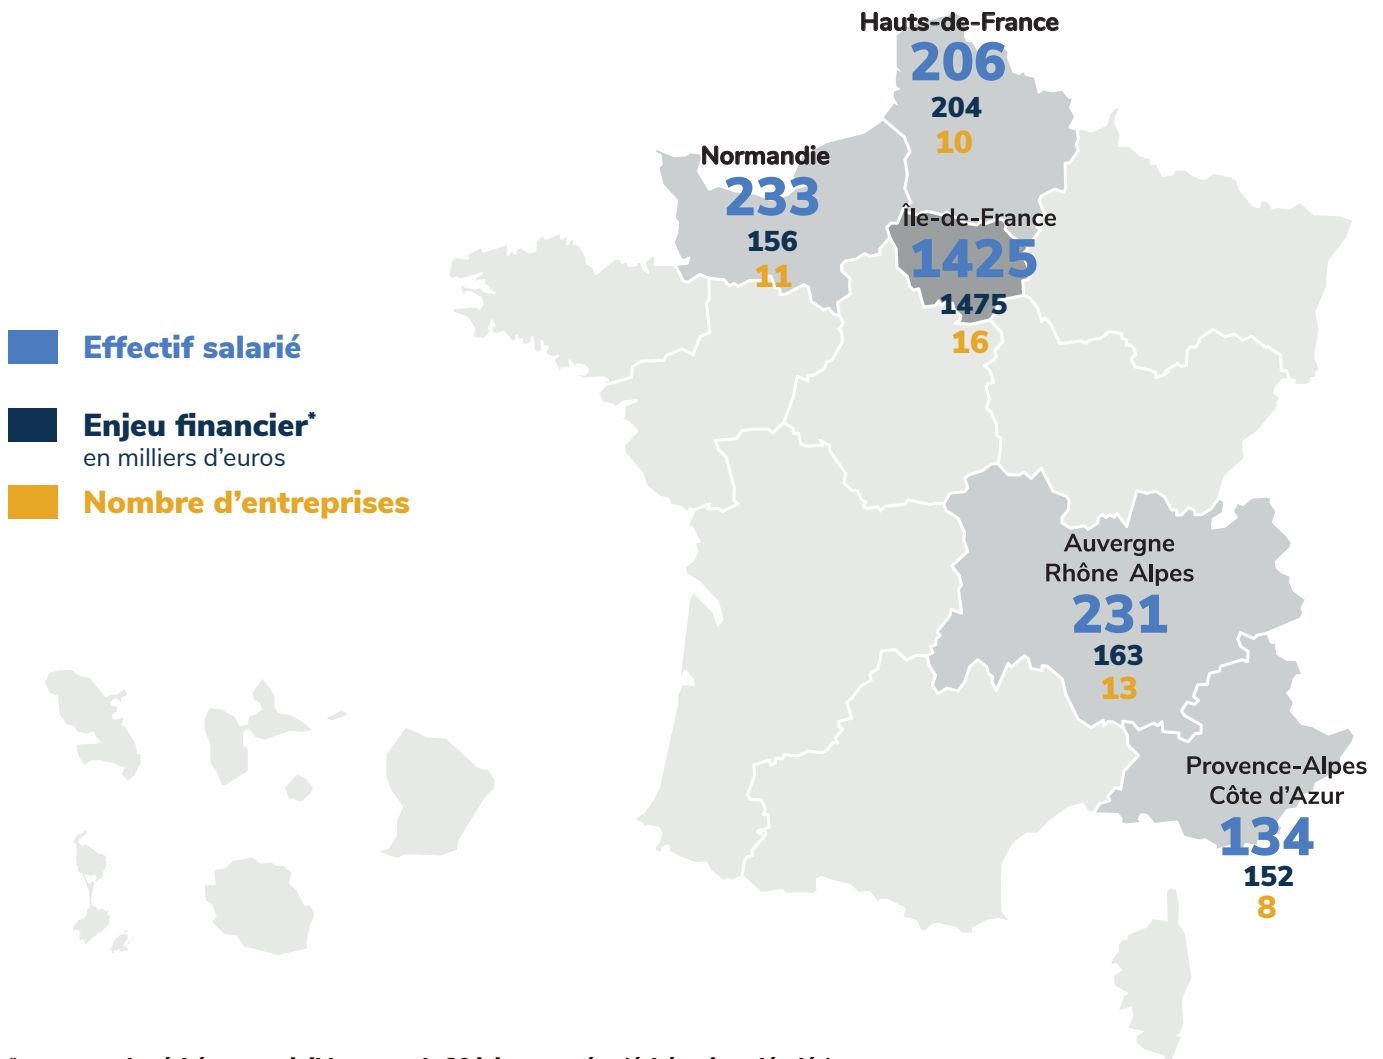 Hauts-de-France
206
204
10
Normandie
233
156
11
Île-de-France
1425
1475
16
Effectif salarié
Enjeu financier*
en milliers d'euros
Nombre d'entreprises
Auvergne
Rhône Alpes
231
163
13
Provence-Alpes
Côte d'Azur
134
152
8